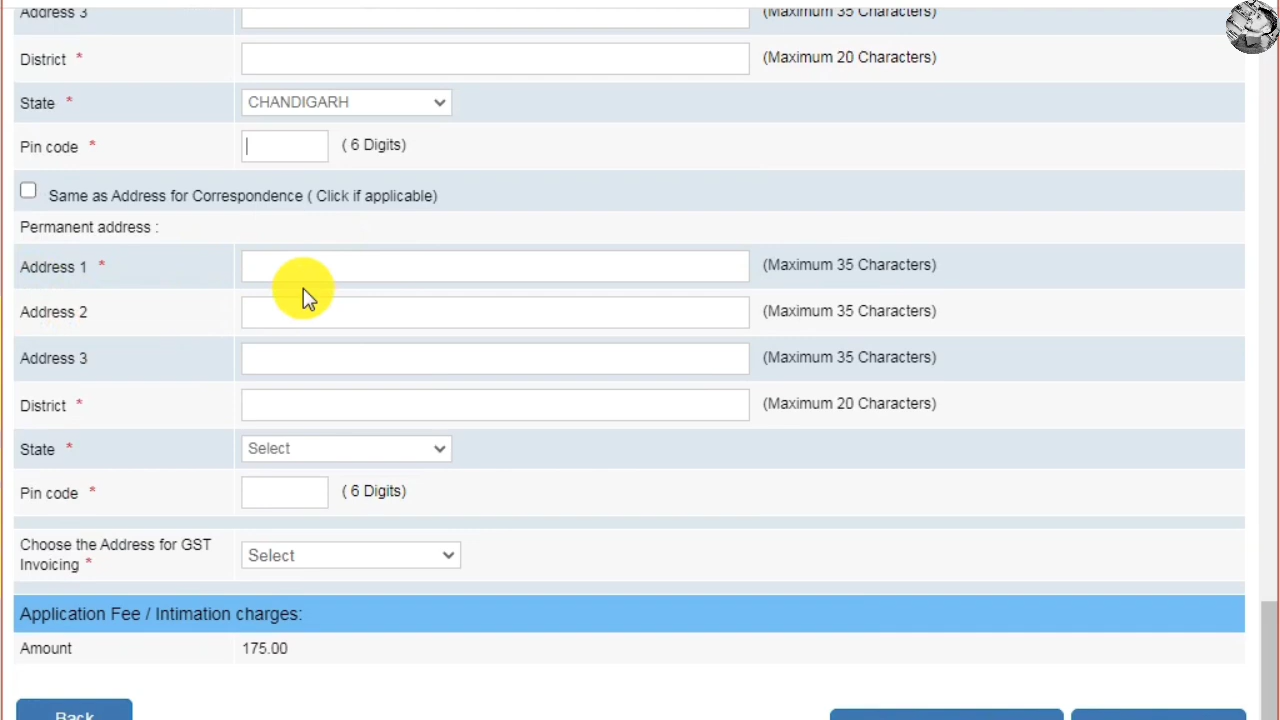 Address 3 (Maximum 35 Characters)
District * (Maximum 20 Characters)
State * CHANDIGARH
Pin code * ( 6 Digits)
Same as Address for Correspondence ( Click if applicable)
Permanent address :
Address 1 * (Maximum 35 Characters)
Address 2 (Maximum 35 Characters)
Address 3 (Maximum 35 Characters)
District * (Maximum 20 Characters)
State * Select
Pin code * ( 6 Digits)
Choose the Address for GST
Invoicing * Select
Application Fee / Intimation charges:
Amount 175.00
Back